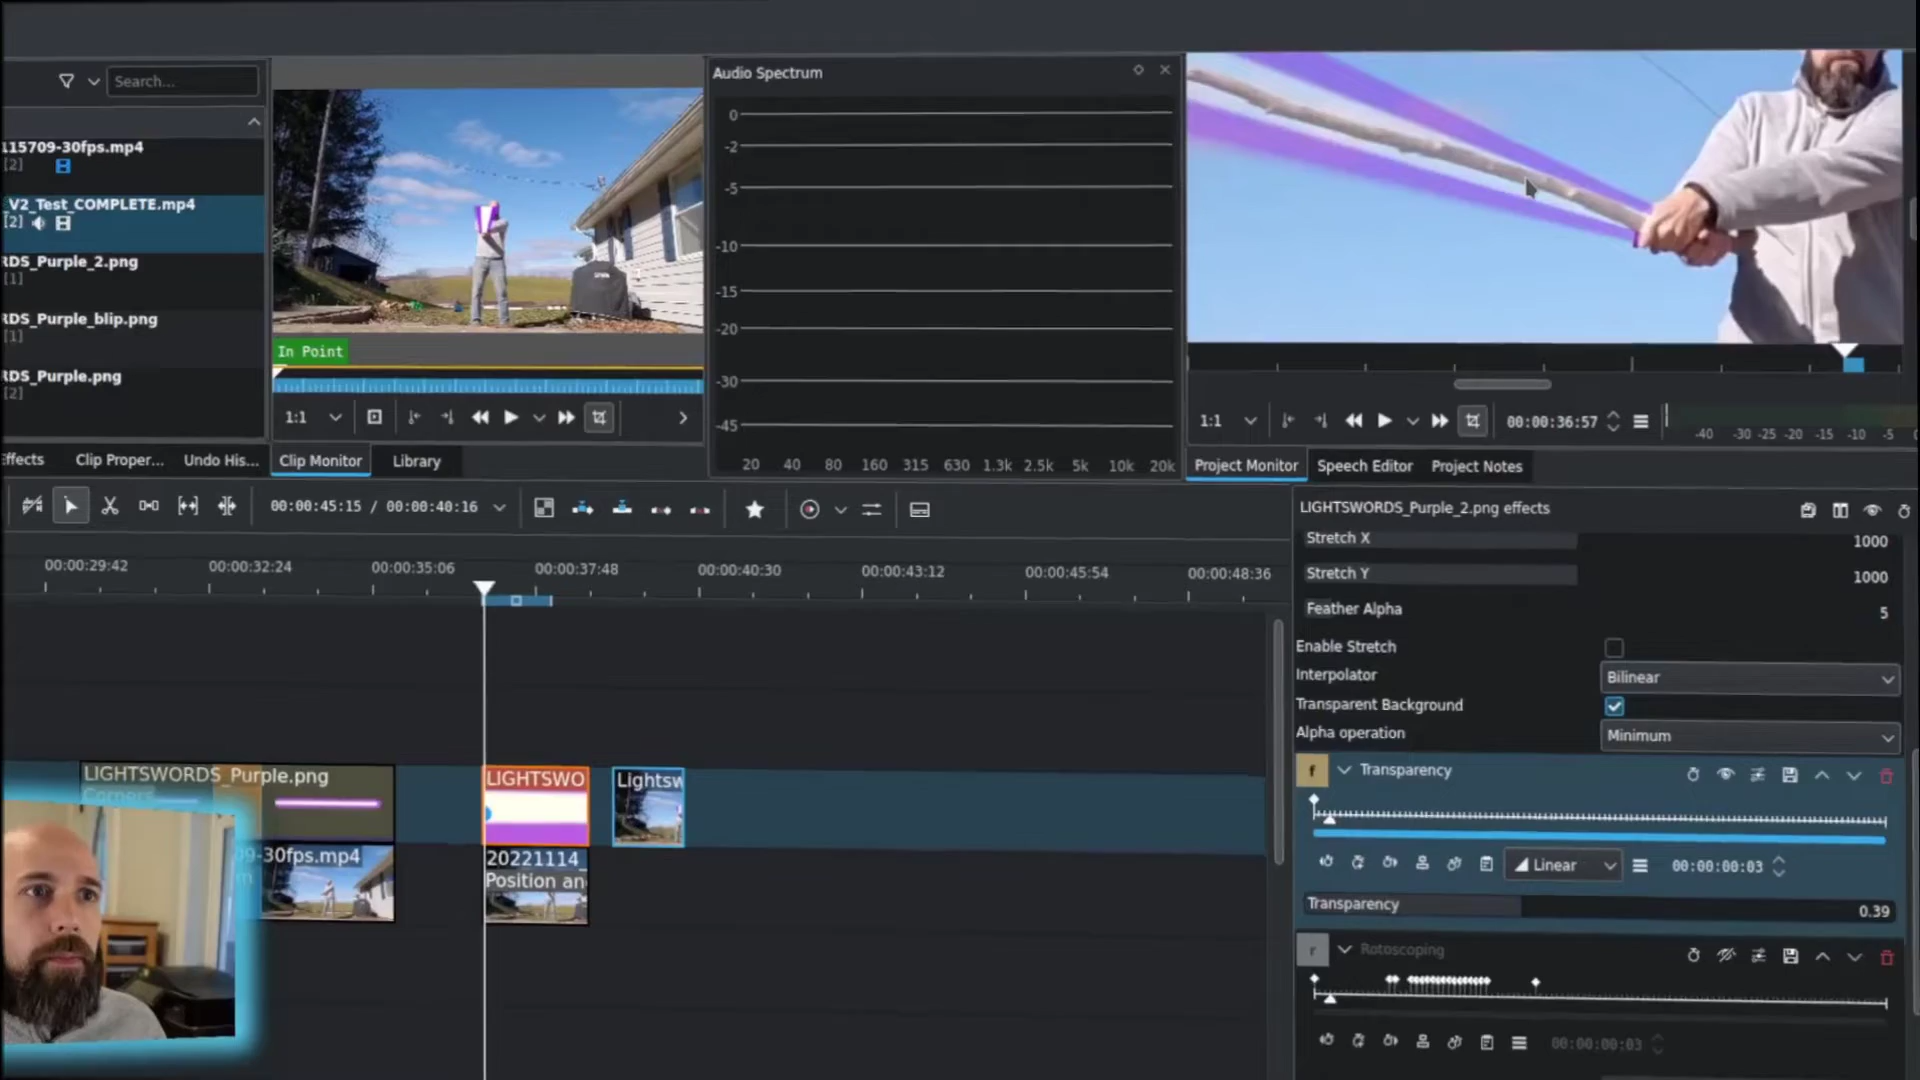 Search...
115709-30fps.mp4
[2]
V2_Test_COMPLETE.mp4
[2]
RDS_Purple_2.png
[1]
RDS_Purple_blip.png
[1]
RDS_Purple.png
[2]
In Point
1:1
Effects
Clip Proper...
Undo His...
Clip Monitor
Library
Audio Spectrum
0
-2
-5
-10
-15
-20
-30
-45
20 40 80 160 315 630 1.3k 2.5k 5k 10k 20k
1:1
00:00:36:57
-40 -30 -25 -20 -15 -10 -5
Project Monitor
Speech Editor
Project Notes
00:00:45:15 / 00:00:40:16
00:00:29:42
00:00:32:24
00:00:35:06
00:00:37:48
00:00:40:30
00:00:43:12
00:00:45:54
00:00:48:36
LIGHTSWORDS_Purple.png
Corners
09-30fps.mp4
LIGHTSWO
20221114_
Position an
Lightsw
LIGHTSWORDS_Purple_2.png effects
Stretch X 1000
Stretch Y 1000
Feather Alpha 5
Enable Stretch
Interpolator Bilinear
Transparent Background
Alpha operation Minimum
f Transparency
Linear 00:00:00:03
Transparency 0.39
r Rotoscoping
00:00:00:03